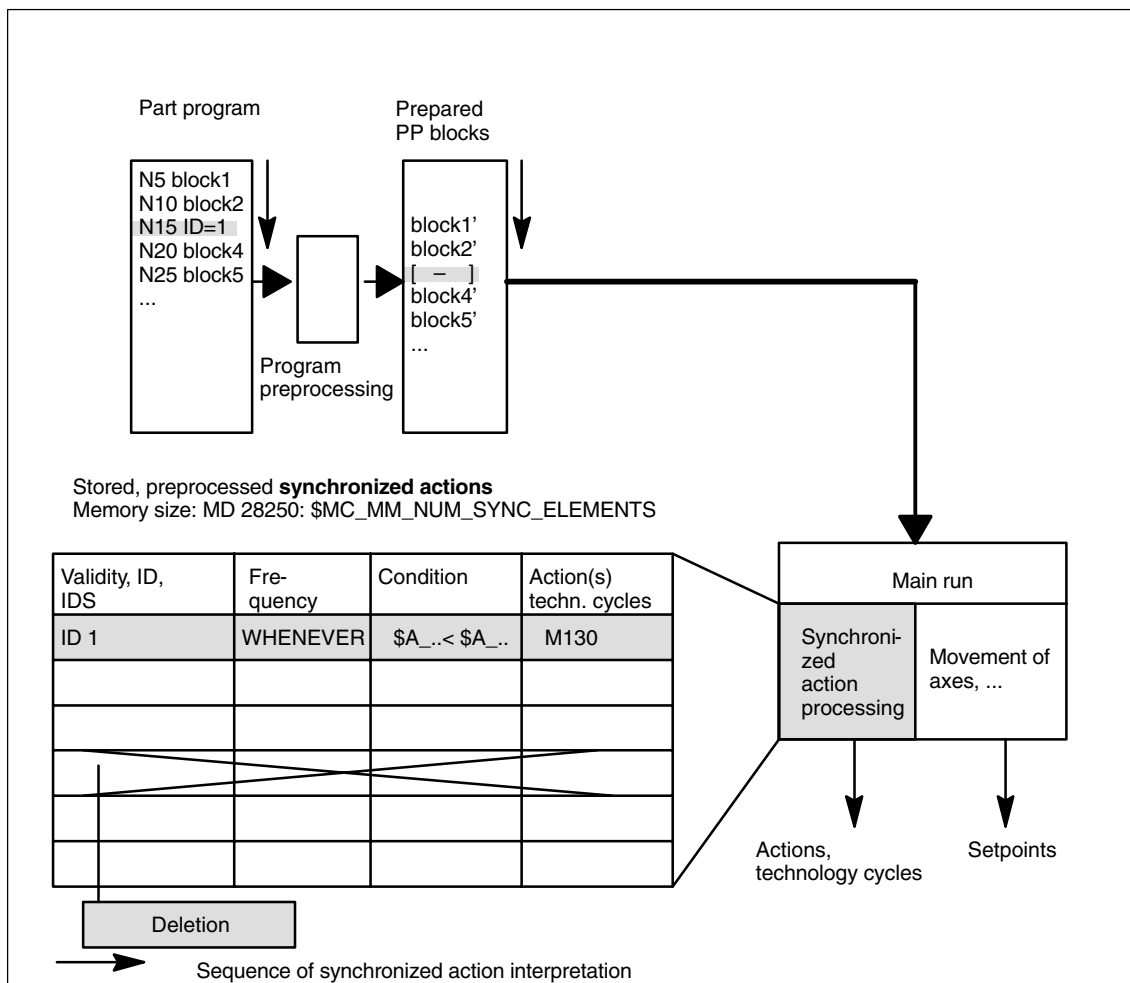 Part program
Prepared
PP blocks
N5 block1
N10 block2
N15 ID=1
N20 block4
N25 block5
...
block1’
block2’
[ – ]
block4’
block5’
...
Program
preprocessing
Stored, preprocessed synchronized actions
Memory size: MD 28250: $MC_MM_NUM_SYNC_ELEMENTS
Validity, ID,
IDS
Fre-
quency
Condition
Action(s)
techn. cycles
ID 1
WHENEVER
$A_..< $A_..
M130
Main run
Synchroni-
zed
action
processing
Movement of
axes, ...
Actions,
technology cycles
Setpoints
Deletion
Sequence of synchronized action interpretation